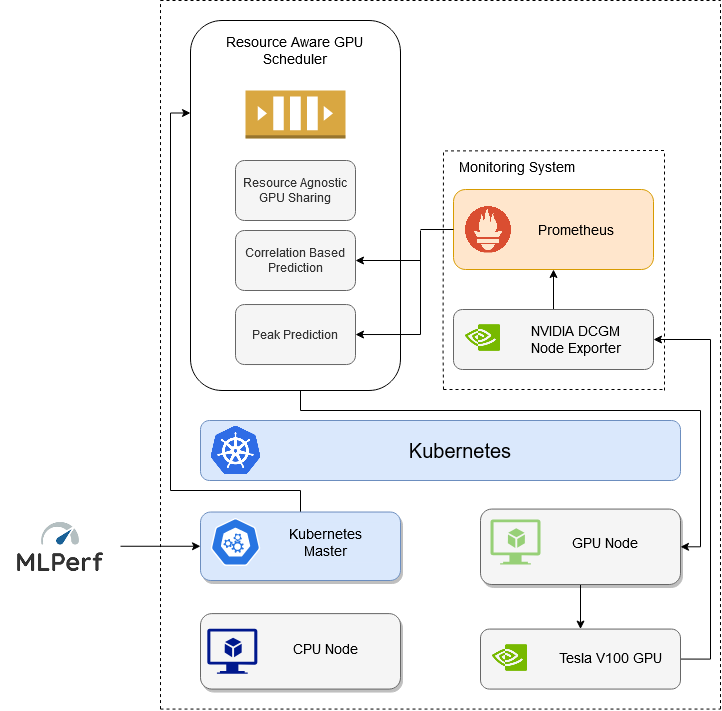 Resource Aware GPU
Scheduler
Resource Agnostic
GPU Sharing
Correlation Based
Prediction
Peak Prediction
Monitoring System
Prometheus
NVIDIA DCGM
Node Exporter
Kubernetes
MLPerf
Kubernetes
Master
GPU Node
CPU Node
Tesla V100 GPU